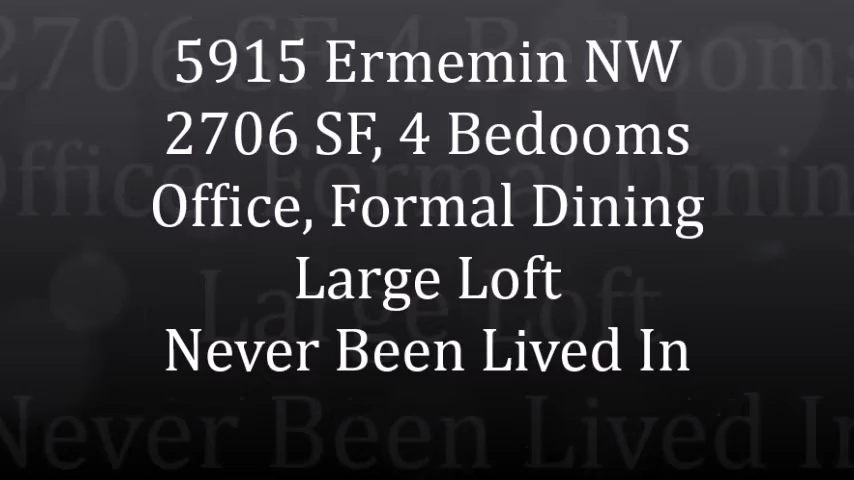 5915 Ermemin NW
2706 SF, 4 Bedooms
Office, Formal Dining
Large Loft
Never Been Lived In